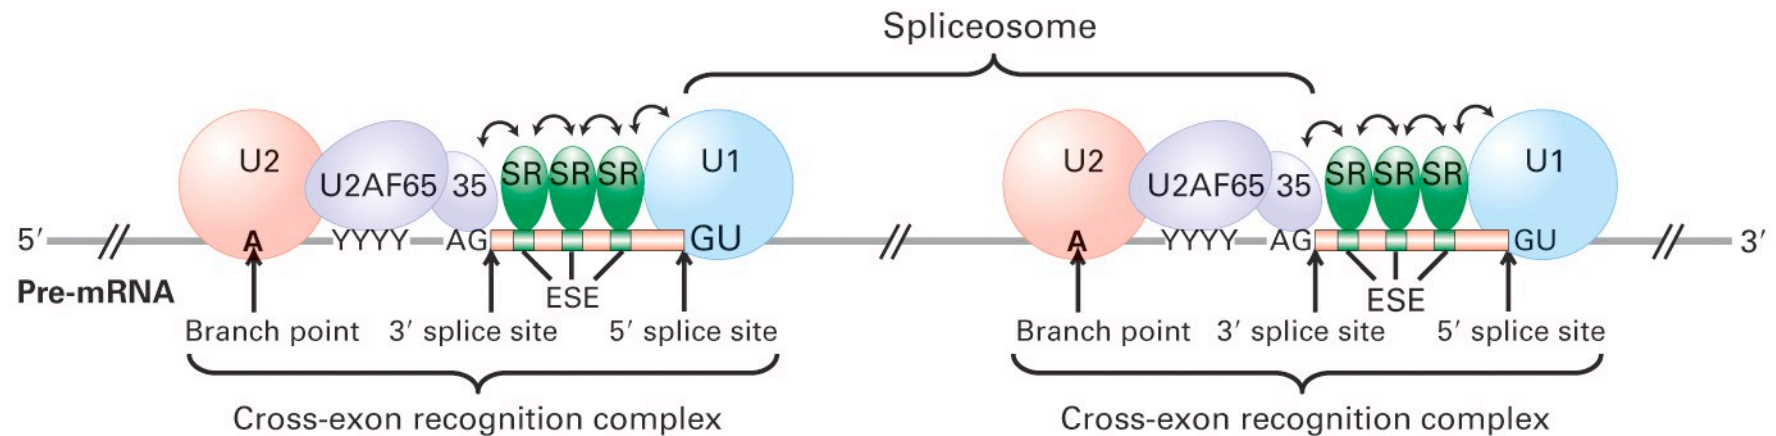 Spliceosome
U2 U2AF65 35 SR SR SR U1 U2 U2AF65 35 SR SR SR U1
5′ A YYYY AG GU A YYYY AG GU 3′
Pre-mRNA ESE ESE
Branch point 3′ splice site 5′ splice site Branch point 3′ splice site 5′ splice site
Cross-exon recognition complex Cross-exon recognition complex